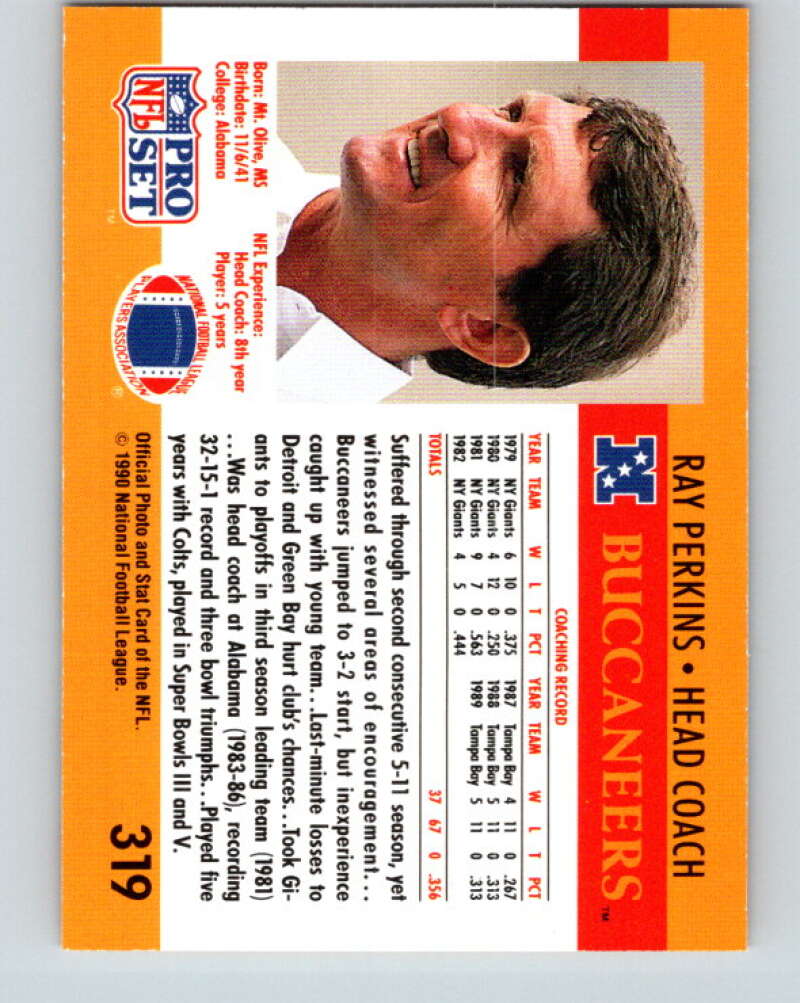 RAY PERKINS • HEAD COACH
BUCCANEERS™
Born: Mt. Olive, MS
Birthdate: 11/6/41
College: Alabama
NFL Experience:
Head Coach: 8th year
Player: 5 years
COACHING RECORD
YEAR TEAM W L T PCT YEAR TEAM W L T PCT
1979 NY Giants 6 10 0 .375 1987 Tampa Bay 4 11 0 .267
1980 NY Giants 4 12 0 .250 1988 Tampa Bay 5 11 0 .313
1981 NY Giants 9 7 0 .563 1989 Tampa Bay 5 11 0 .313
1982 NY Giants 4 5 0 .444
TOTALS 37 67 0 .356
Suffered through second consecutive 5-11 season, yet
witnessed several areas of encouragement...
Buccaneers jumped to 3-2 start, but inexperience
caught up with young team...Last-minute losses to
Detroit and Green Bay hurt club's chances...Took Gi-
ants to playoffs in third season leading team (1981)
...Was head coach at Alabama (1983-86), recording
32-15-1 record and three bowl triumphs...Played five
years with Colts, played in Super Bowls III and V.
NFL
PRO
SET
™
NATIONAL FOOTBALL LEAGUE
PLAYERS ASSOCIATION
®
Official Photo and Stat Card of the NFL.
© 1990 National Football League.
319